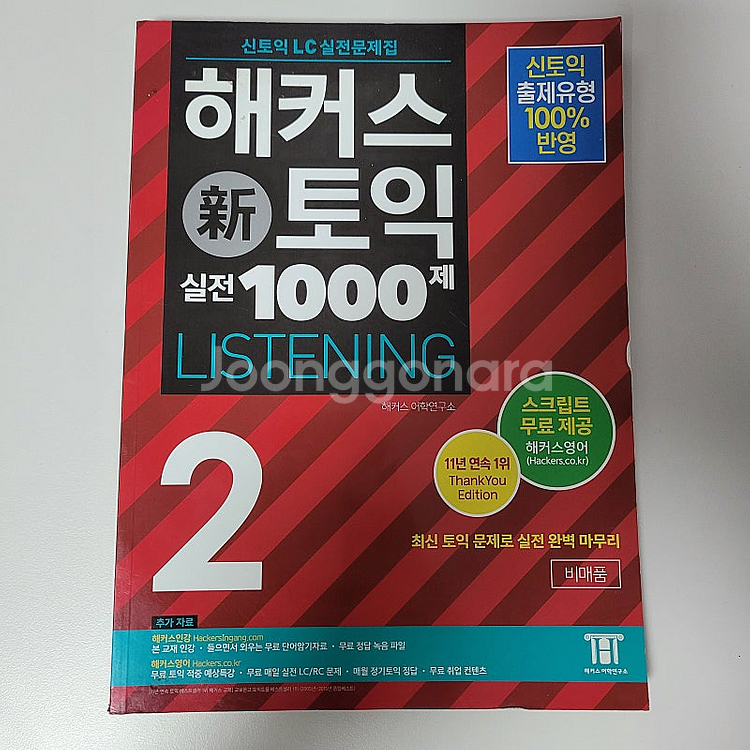 신토익 LC 실전문제집
해커스
新 토익
실전 1000제
LISTENING
해커스 어학연구소
신토익
출제유형
100%
반영
Joonggonara
스크립트
무료 제공
해커스영어
(Hackers.co.kr)
11년 연속 1위
ThankYou
Edition
2
최신 토익 문제로 실전 완벽 마무리
비매품
추가 자료
해커스인강 HackersIngang.com
본 교재 인강 · 들으면서 외우는 무료 단어암기자료 · 무료 정답 녹음 파일
해커스영어 Hackers.co.kr
무료 토익 적중 예상특강 · 무료 매일 실전 LC/RC 문제 · 매월 정기토익 정답 · 무료 취업 컨텐츠
해커스 어학연구소